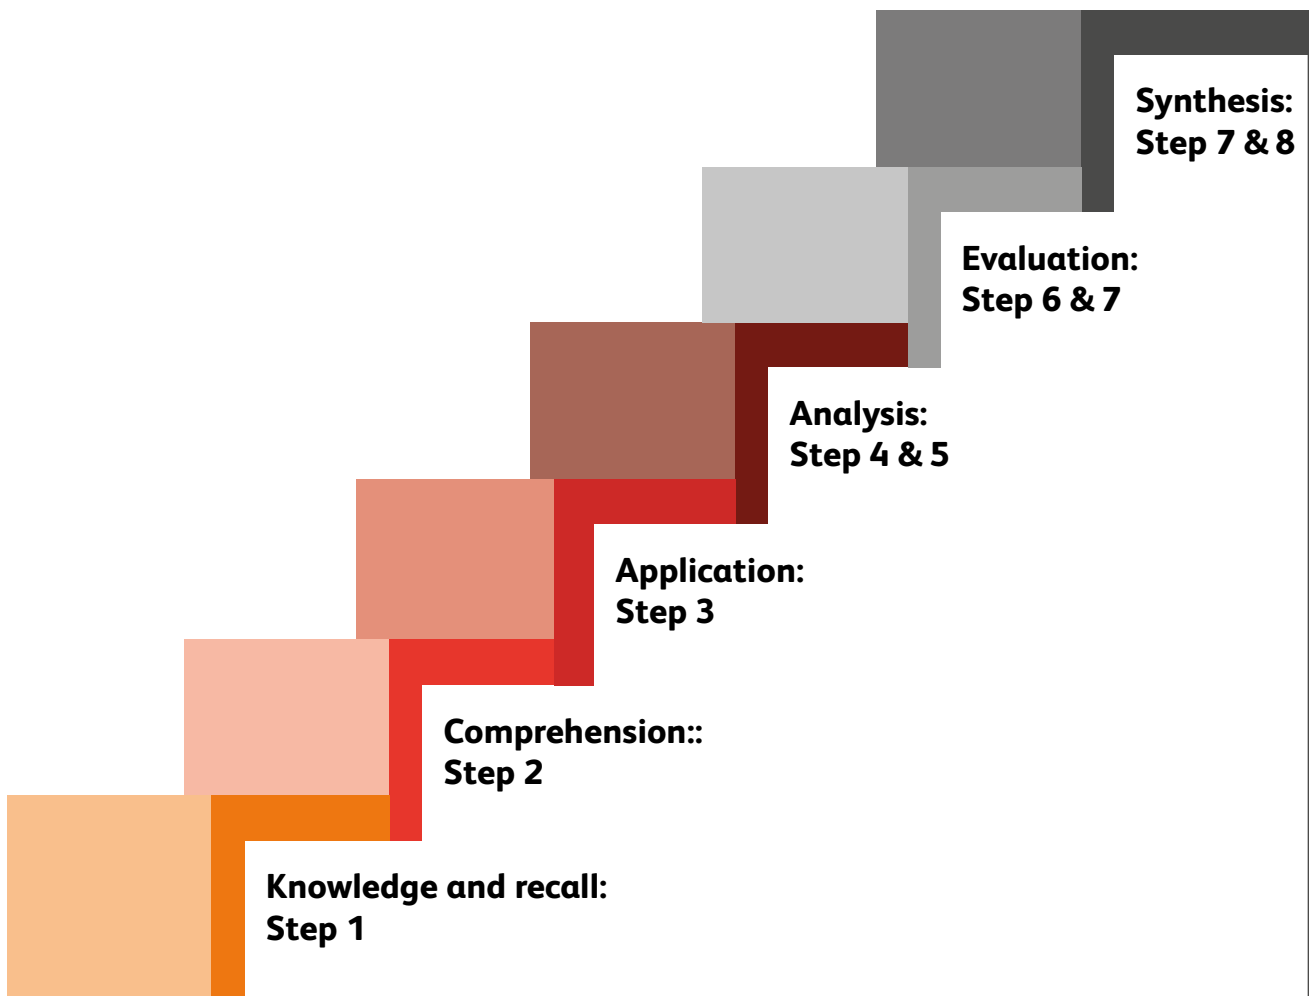 Synthesis:
Step 7 & 8
Evaluation:
Step 6 & 7
Analysis:
Step 4 & 5
Application:
Step 3
Comprehension::
Step 2
Knowledge and recall:
Step 1